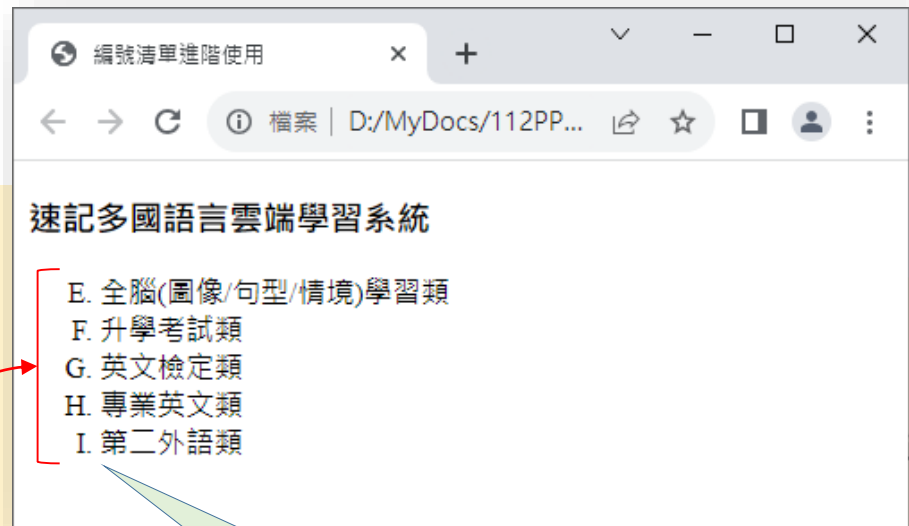 編號清單進階使用
檔案 | D:/MyDocs/112PP...
速記多國語言雲端學習系統
E. 全腦(圖像/句型/情境)學習類
F. 升學考試類
G. 英文檢定類
H. 專業英文類
I. 第二外語類